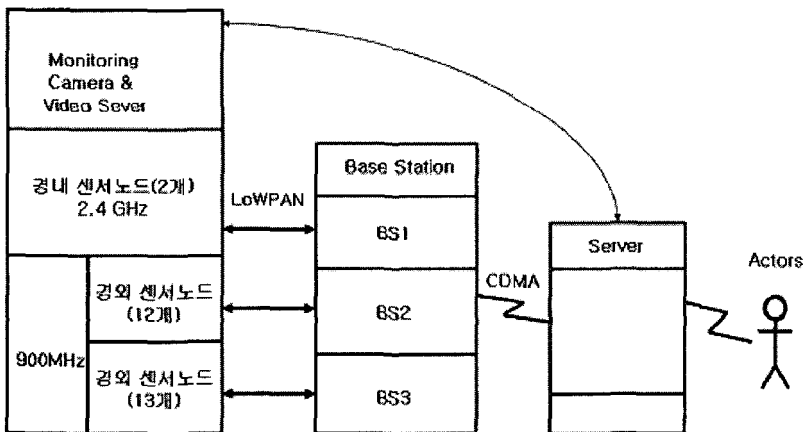 Monitoring
Camera &
Video Sever
경내 센서노드(2개)
2.4 GHz
900MHz
경외 센서노드
(12개)
경외 센서노드
(13개)
LoWPAN
Base Station
BS1
BS2
BS3
CDMA
Server
Actors